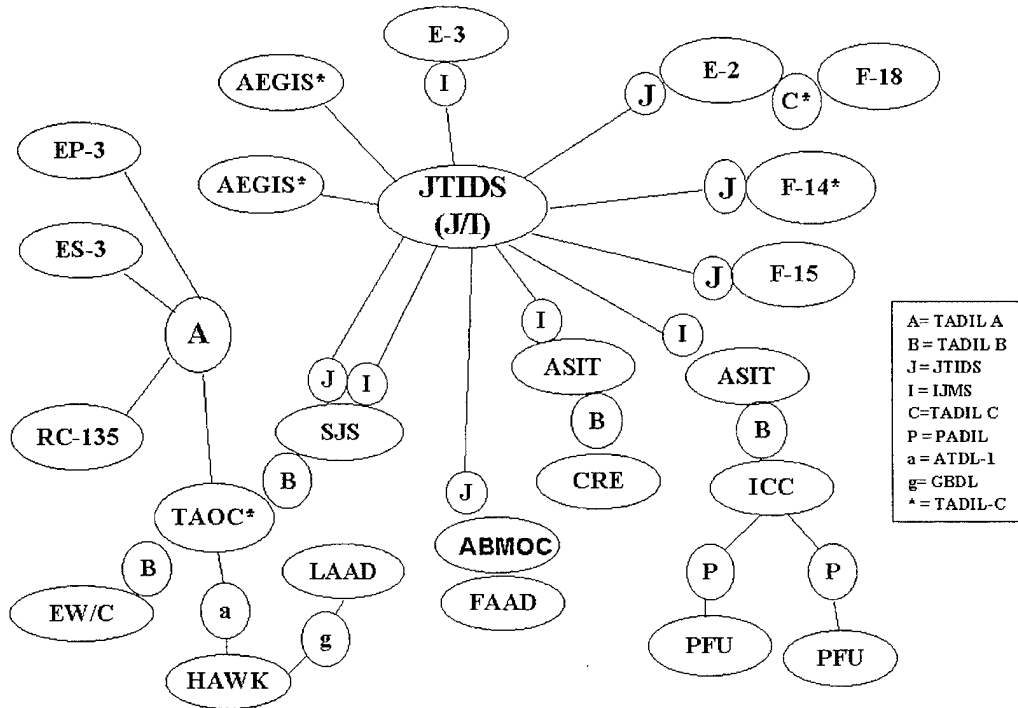 E-3
I
AEGIS*
E-2
J
C*
F-18
EP-3
AEGIS*
JTIDS
(J/I)
J
F-14*
ES-3
J
F-15
A
I
I
A= TADIL A
B = TADIL B
J = JTIDS
I = IJMS
C=TADIL C
P = PADIL
a = ATDL-1
g= GBDL
* = TADIL-C
J
I
ASIT
ASIT
RC-135
SJS
B
B
B
J
CRE
ICC
TAOC*
ABMOC
B
LAAD
P
P
EW/C
a
FAAD
g
HAWK
PFU
PFU